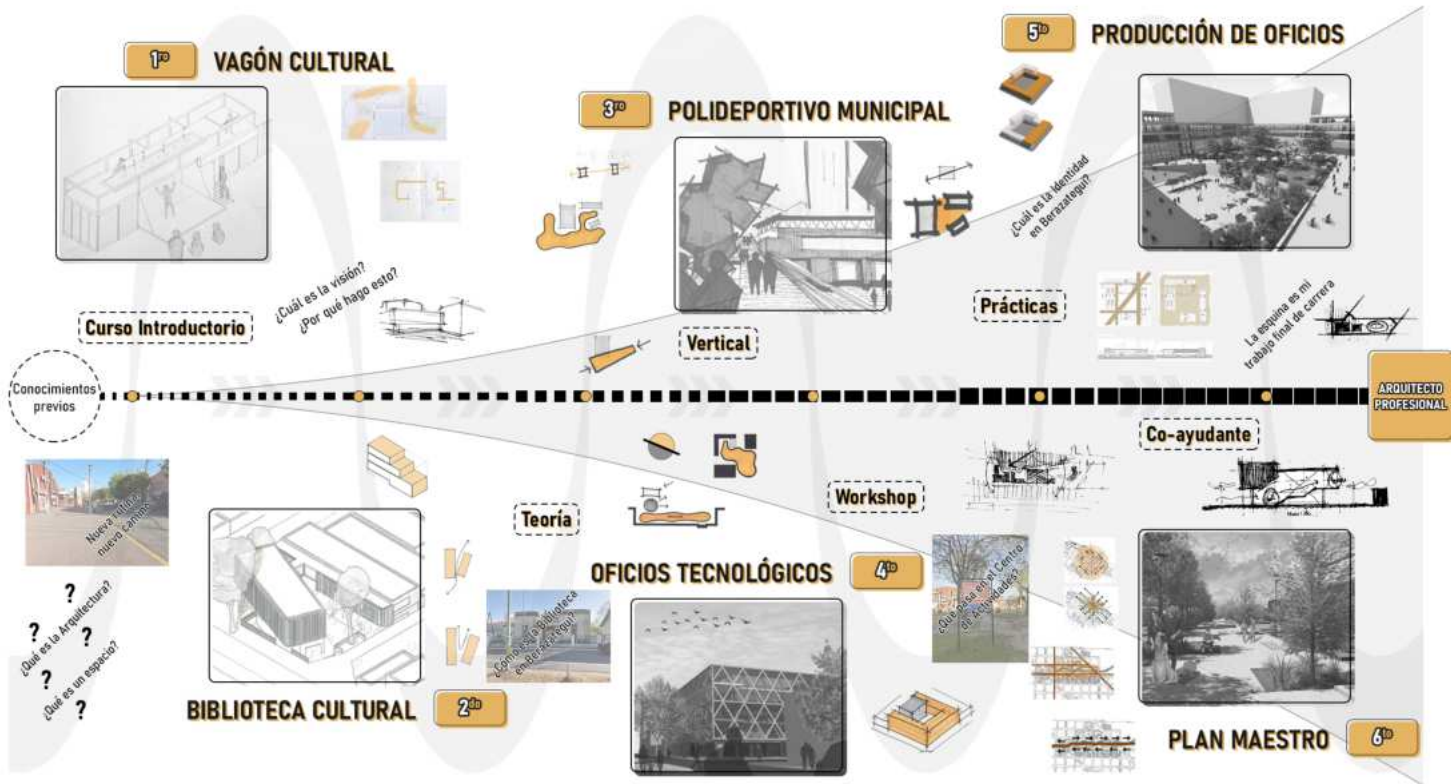 1ro VAGÓN CULTURAL
5to PRODUCCIÓN DE OFICIOS
3ro POLIDEPORTIVO MUNICIPAL
¿Cuál es la Identidad
en Berazategui?
¿Cuál es la visión?
¿Por qué hago esto?
Curso Introductorio
Vertical
Prácticas
La esquina es mi
trabajo final de carrera
Conocimientos
previos
ARQUITECTO
PROFESIONAL
Co-ayudante
Nueva rutina
nuevo camino
Teoría
Workshop
OFICIOS TECNOLÓGICOS 4to
¿Qué pasa en el Centro
de Actividades?
¿Cómo es la Biblioteca
en Berazategui?
?
? ?
?
?
¿Qué es la Arquitectura?
¿Qué es un espacio?
BIBLIOTECA CULTURAL 2do
PLAN MAESTRO 6to